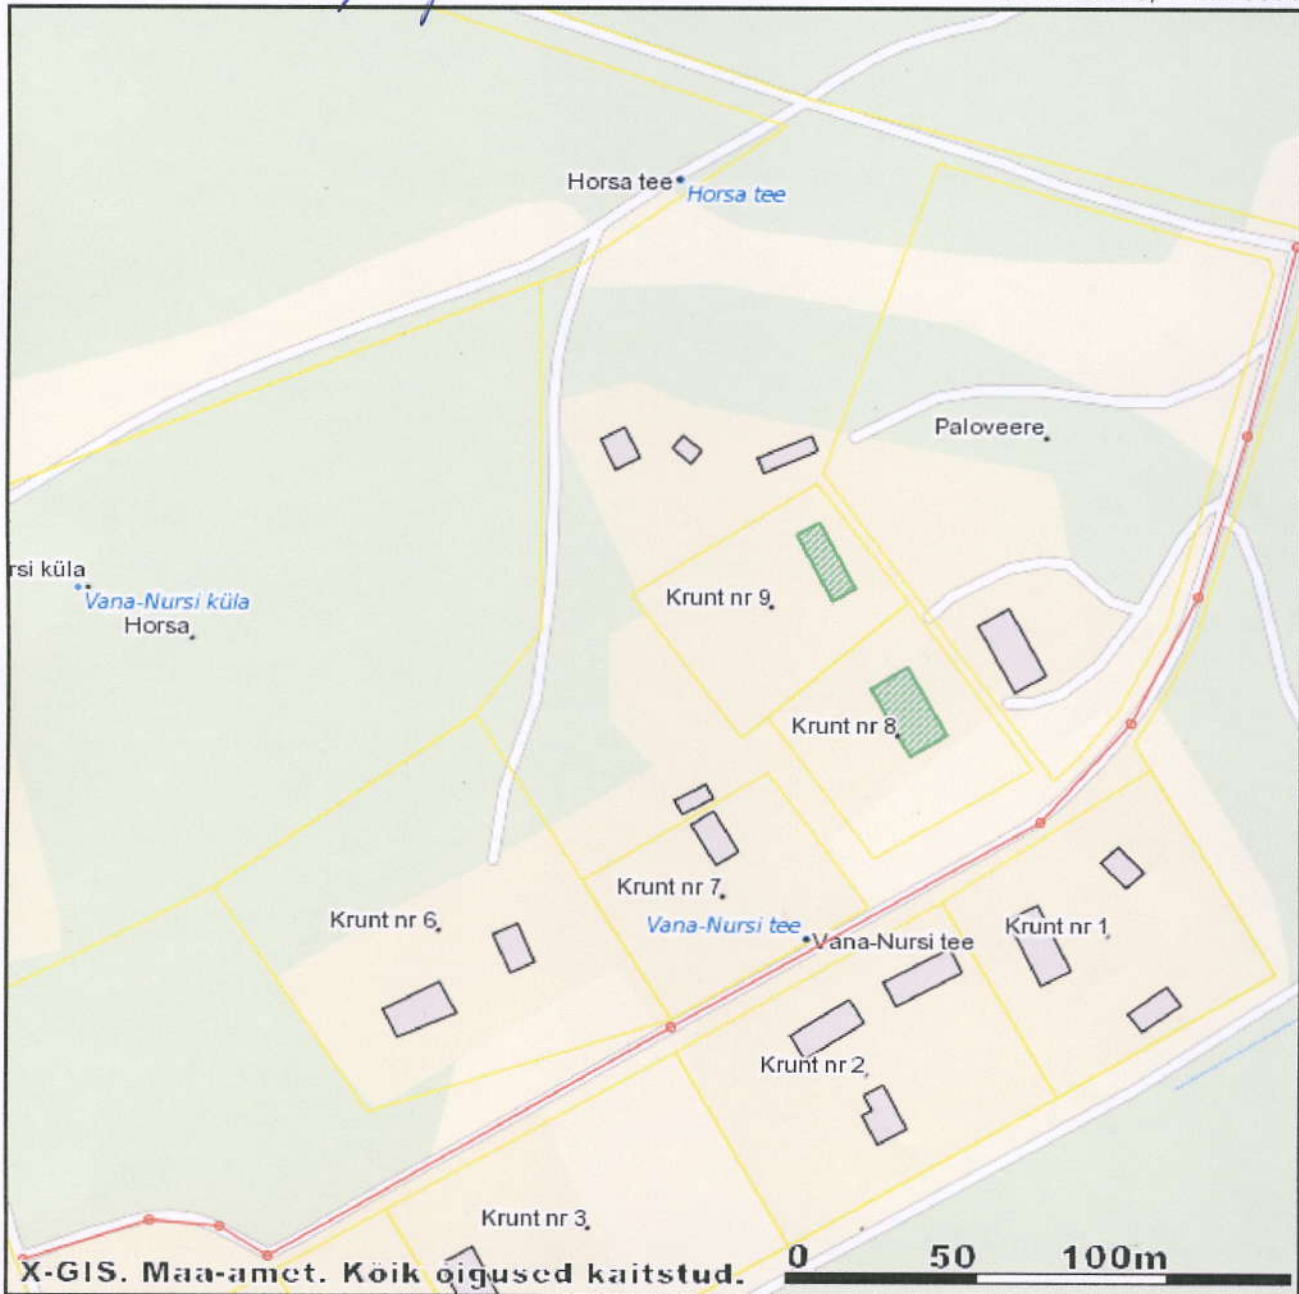 Horsa tee
Horsa tee
Paloveere
rsi küla
Vana-Nursi küla
Horsa
Krunt nr 9
Krunt nr 8
Krunt nr 7
Krunt nr 6
Vana-Nursi tee
Vana-Nursi tee
Krunt nr 1
Krunt nr 2
Krunt nr 3
X-GIS. Maa-amet. Kõik õigused kaitstud.
0 50 100m